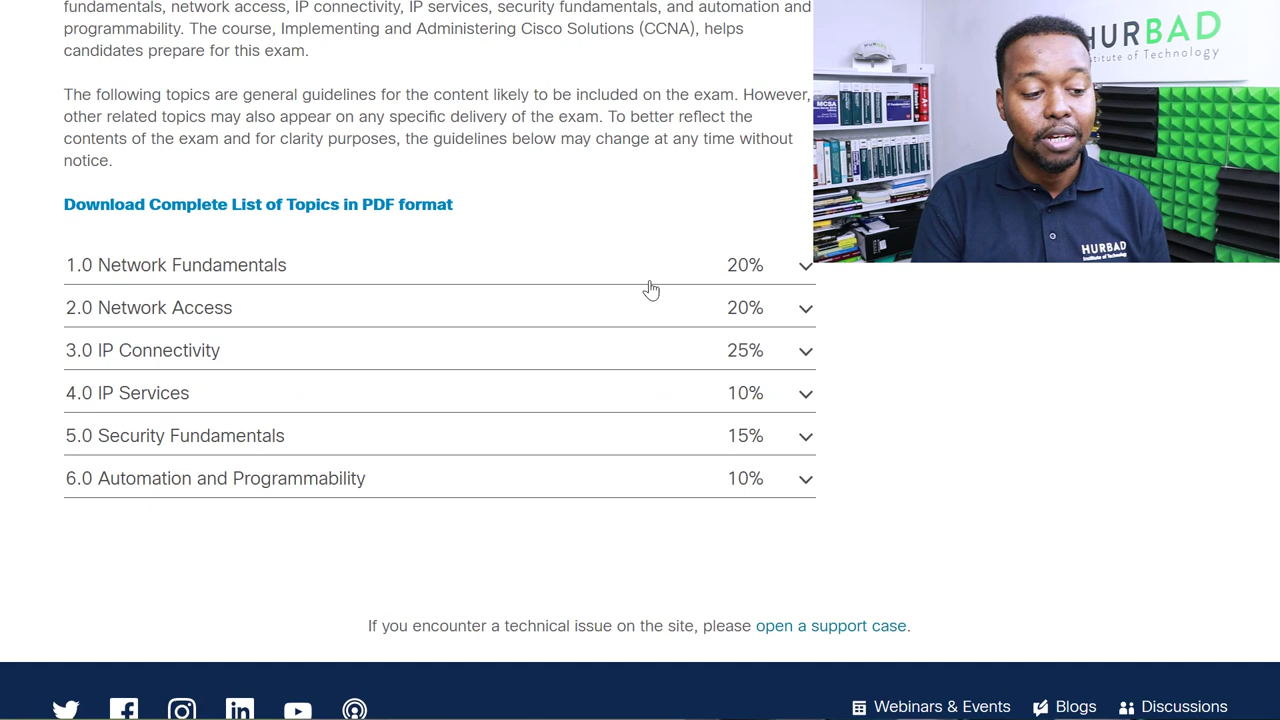 fundamentals, network access, IP connectivity, IP services, security fundamentals, and automation and
programmability. The course, Implementing and Administering Cisco Solutions (CCNA), helps
candidates prepare for this exam.
The following topics are general guidelines for the content likely to be included on the exam. However,
other related topics may also appear on any specific delivery of the exam. To better reflect the
contents of the exam and for clarity purposes, the guidelines below may change at any time without
notice.
Download Complete List of Topics in PDF format
1.0 Network Fundamentals 20%
2.0 Network Access 20%
3.0 IP Connectivity 25%
4.0 IP Services 10%
5.0 Security Fundamentals 15%
6.0 Automation and Programmability 10%
If you encounter a technical issue on the site, please open a support case.
Webinars & Events Blogs Discussions
HURBAD
stitute of Technology
HURBAD
MCSA
HURBAD
Institute of Technology